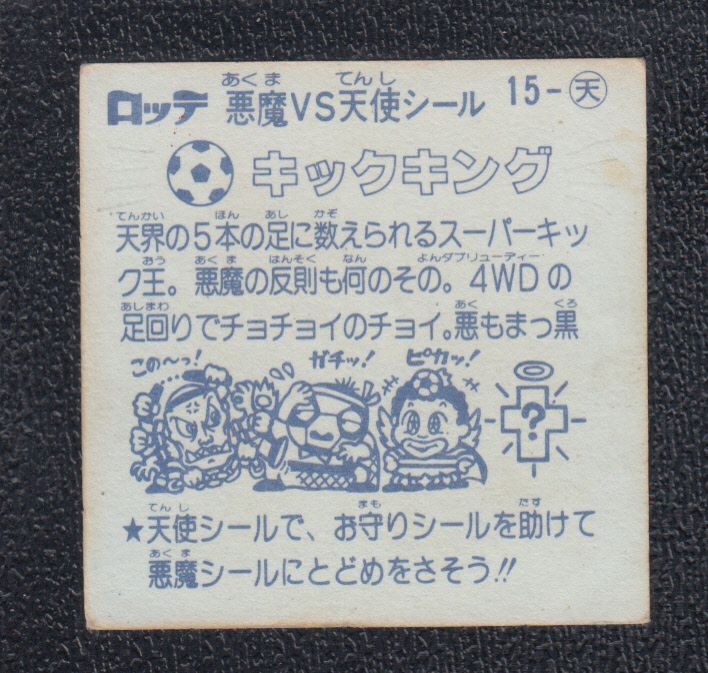 ロッテ 悪魔VS天使シール 15-天
あくま てんし
キックキング
てんかい ほん あし かぞ
天界の5本の足に数えられるスーパーキッ
おう あくま はんそく なん よんダブリューディー
ク王。悪魔の反則も何のその。4WDの
あしまわ あく くろ
足回りでチョチョイのチョイ。悪もまっ黒
この〜っ! ガチッ! ピカッ!
?
てんし まも たす
★天使シールで、お守りシールを助けて
あくま
悪魔シールにとどめをさそう!!